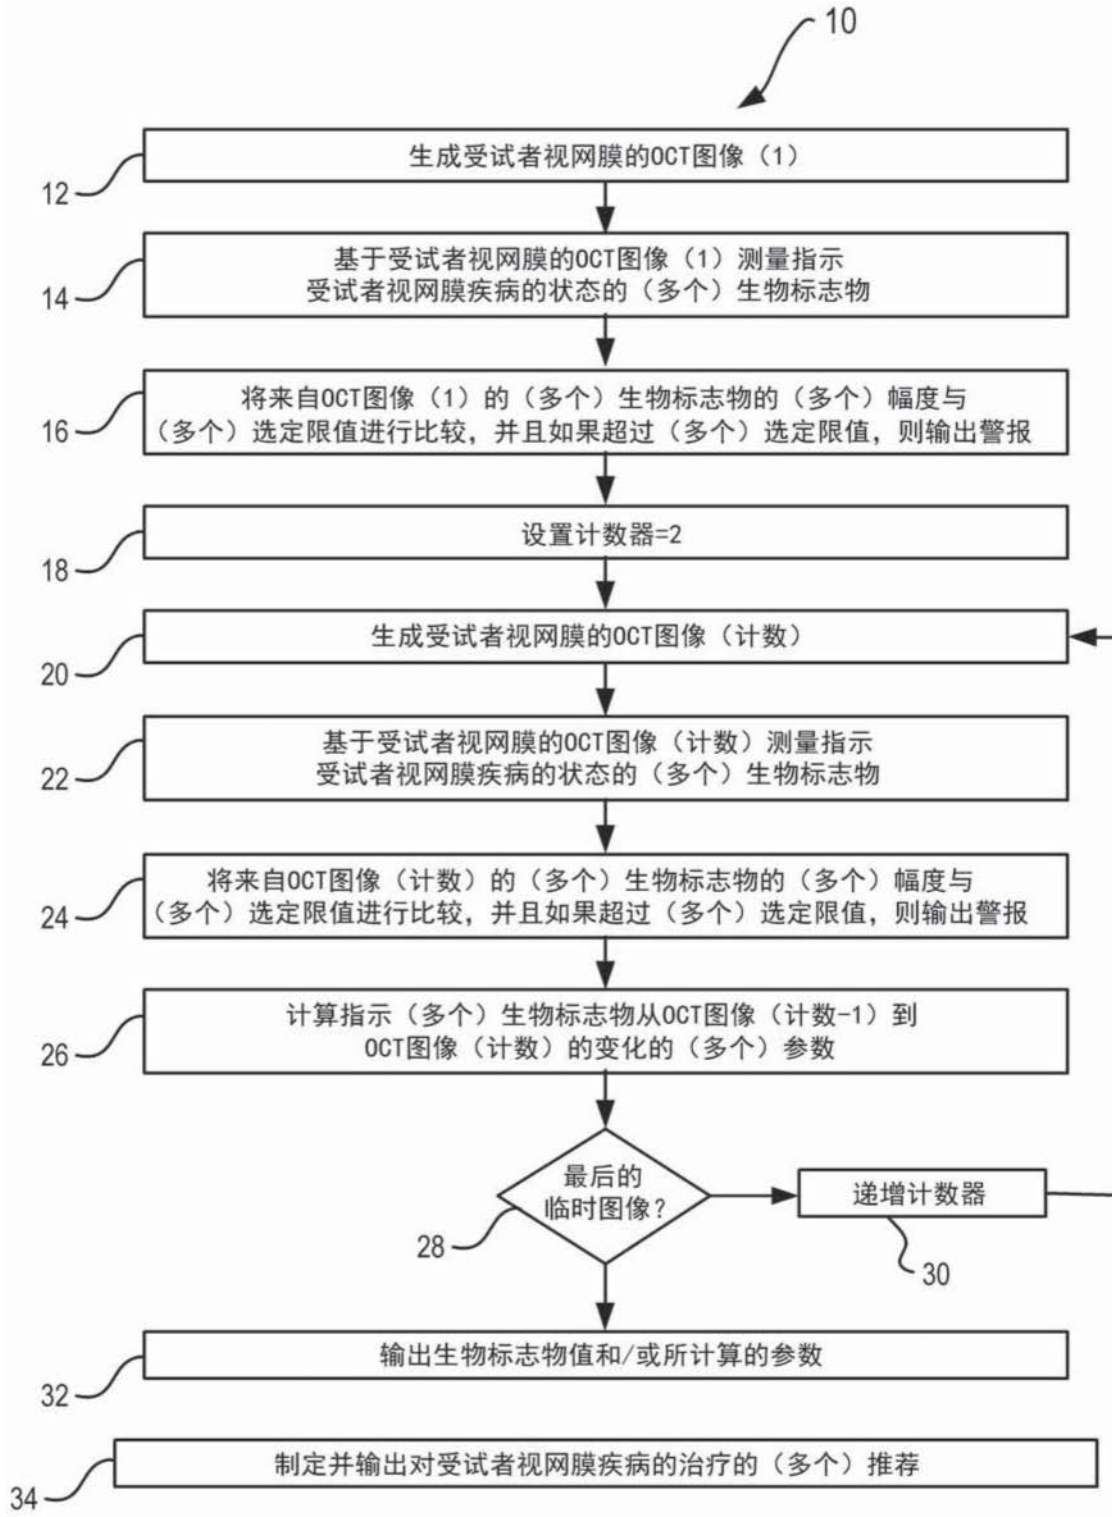 10
生成受试者视网膜的OCT图像（1）
12
基于受试者视网膜的OCT图像（1）测量指示
受试者视网膜疾病的状态的（多个）生物标志物
14
将来自OCT图像（1）的（多个）生物标志物的（多个）幅度与
（多个）选定限值进行比较，并且如果超过（多个）选定限值，则输出警报
16
设置计数器=2
18
生成受试者视网膜的OCT图像（计数）
20
基于受试者视网膜的OCT图像（计数）测量指示
受试者视网膜疾病的状态的（多个）生物标志物
22
将来自OCT图像（计数）的（多个）生物标志物的（多个）幅度与
（多个）选定限值进行比较，并且如果超过（多个）选定限值，则输出警报
24
计算指示（多个）生物标志物从OCT图像（计数-1）到
OCT图像（计数）的变化的（多个）参数
26
最后的
临时图像？
28
递增计数器
30
输出生物标志物值和/或所计算的参数
32
制定并输出对受试者视网膜疾病的治疗的（多个）推荐
34